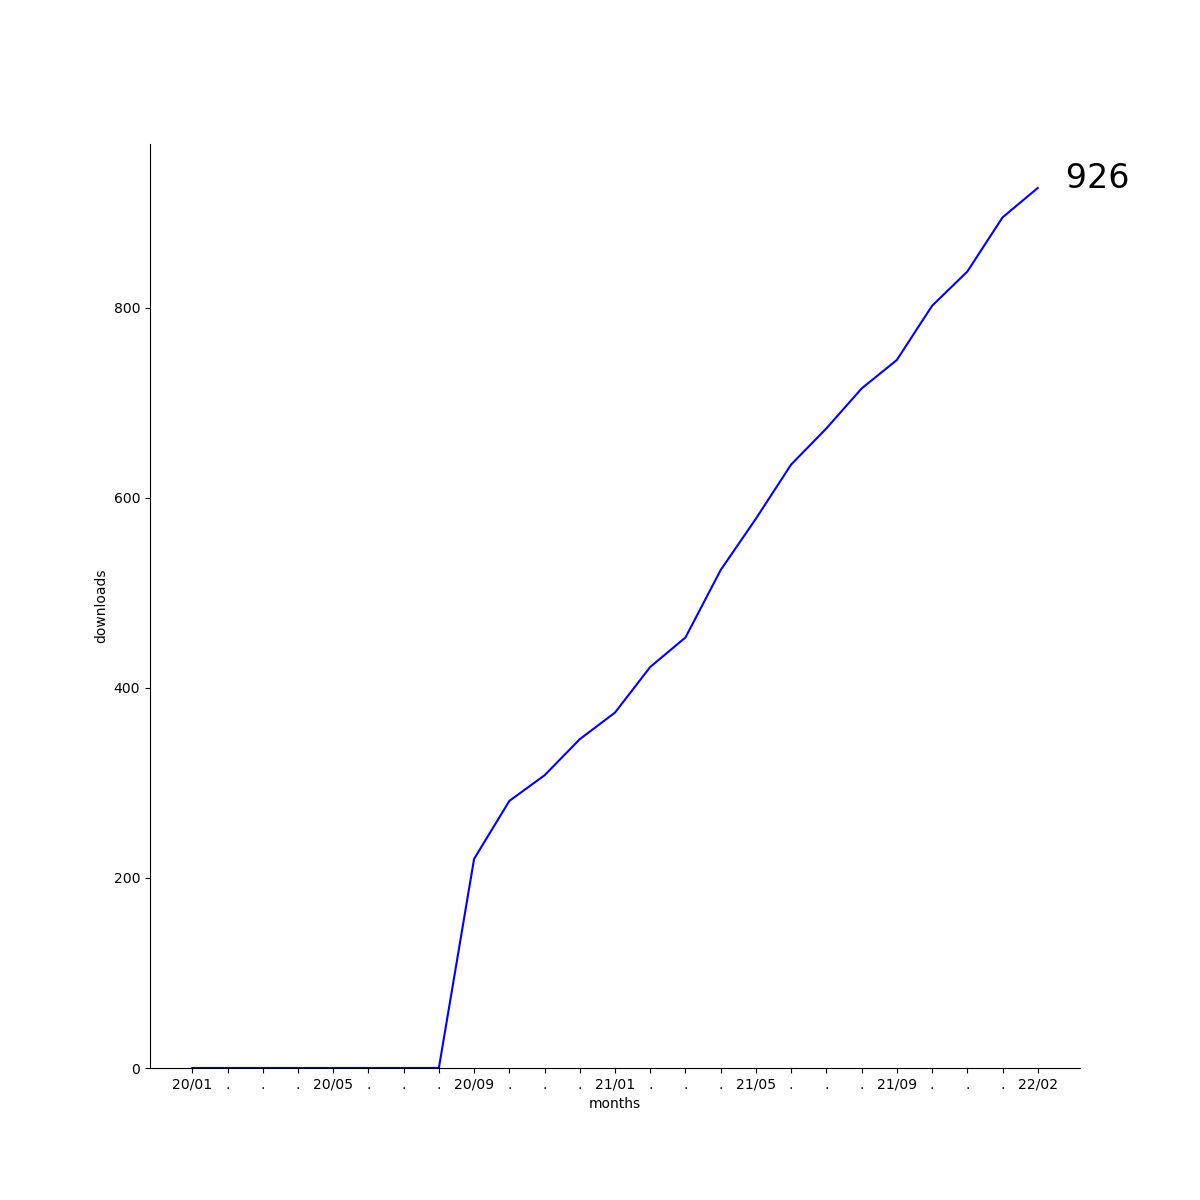 926
800
600
400
200
0
downloads
20/01 . . . 20/05 . . . 20/09 . . . 21/01 . . . 21/05 . . . 21/09 . . . 22/02
months